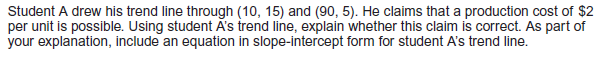 Student A drew his trend line through (10, 15) and (90, 5). He claims that a production cost of $2
per unit is possible. Using student A's trend line, explain whether this claim is correct. As part of
your explanation, include an equation in slope-intercept form for student A's trend line.